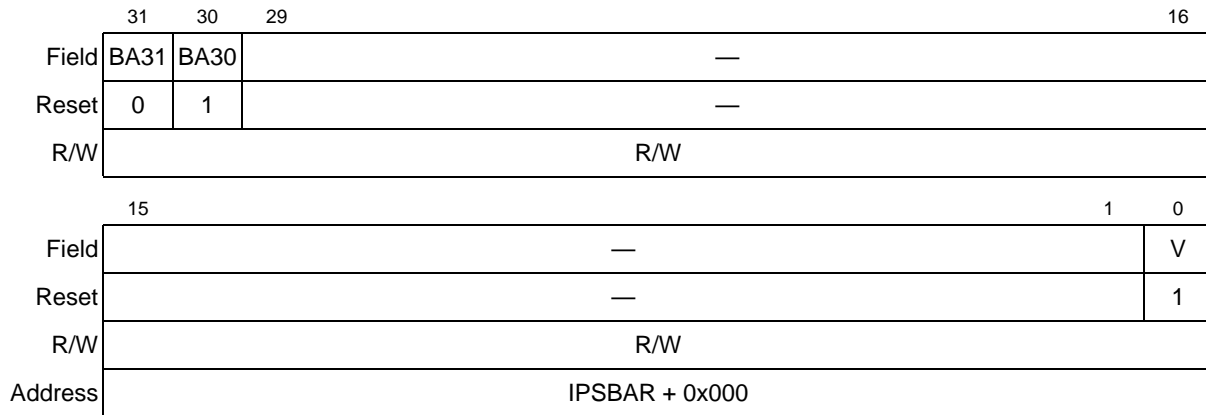 31 30 29 16
Field BA31 BA30 —
Reset 0 1 —
R/W R/W
15 1 0
Field — V
Reset — 1
R/W R/W
Address IPSBAR + 0x000